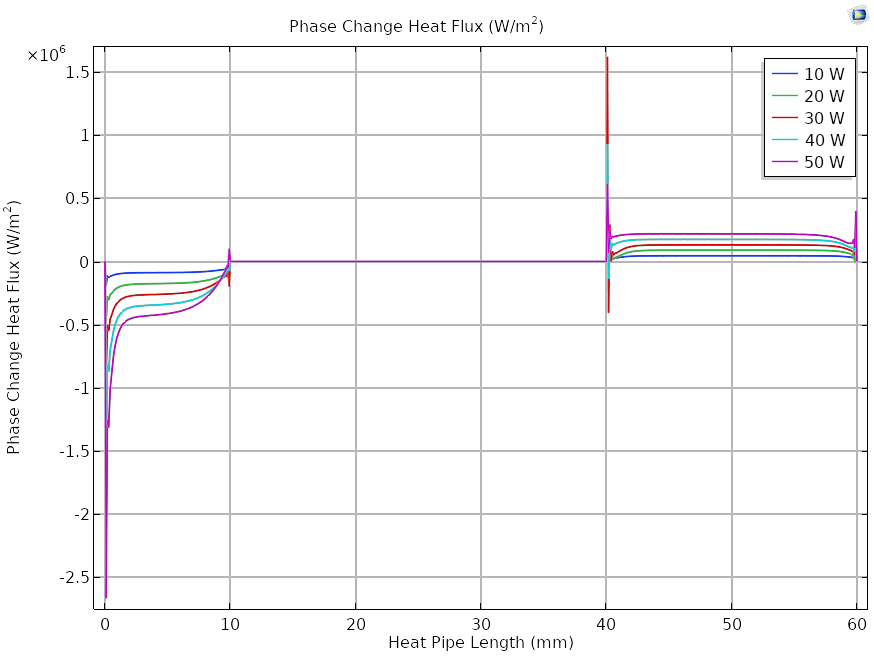 Phase Change Heat Flux (W/m²)
×10⁶
1.5
1
0.5
0
-0.5
-1
-1.5
-2
-2.5
Phase Change Heat Flux (W/m²)
10 W
20 W
30 W
40 W
50 W
0 10 20 30 40 50 60
Heat Pipe Length (mm)